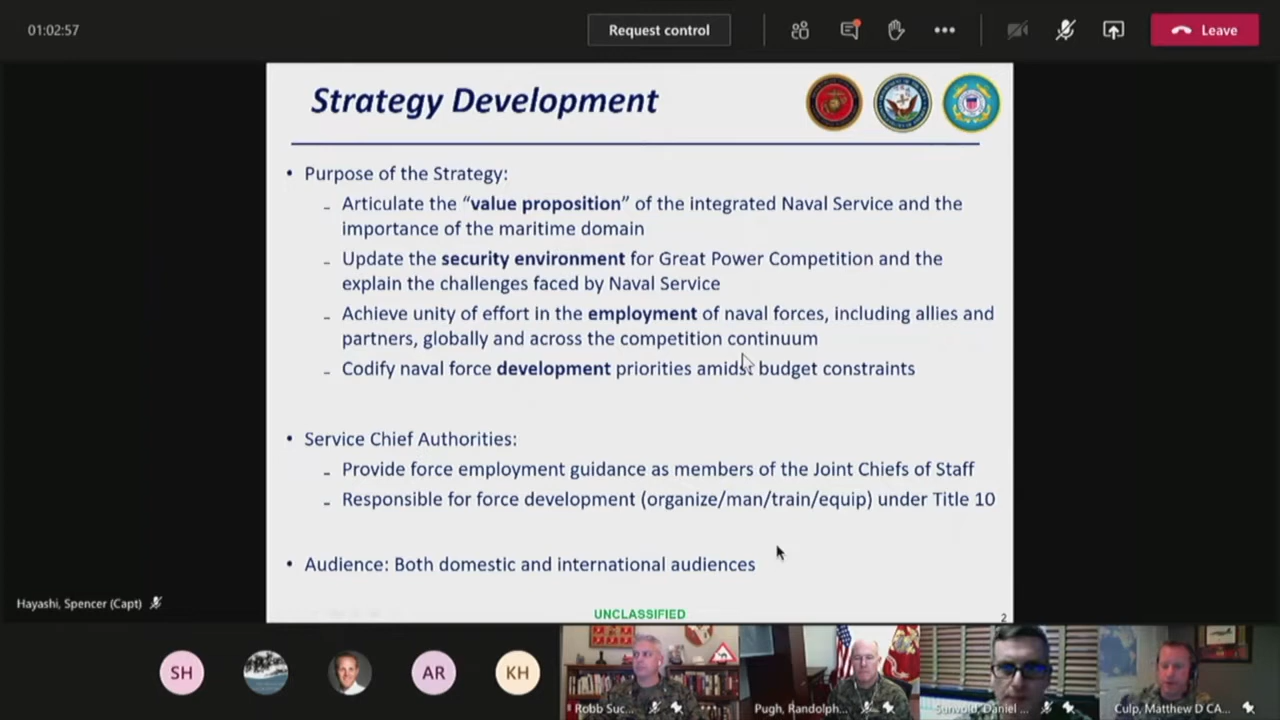 01:02:57
Request control
Leave
Strategy Development
• Purpose of the Strategy:
- Articulate the “value proposition” of the integrated Naval Service and the
importance of the maritime domain
- Update the security environment for Great Power Competition and the
explain the challenges faced by Naval Service
- Achieve unity of effort in the employment of naval forces, including allies and
partners, globally and across the competition continuum
- Codify naval force development priorities amidst budget constraints
• Service Chief Authorities:
- Provide force employment guidance as members of the Joint Chiefs of Staff
- Responsible for force development (organize/man/train/equip) under Title 10
• Audience: Both domestic and international audiences
UNCLASSIFIED
2
Hayashi, Spencer (Capt)
SH
AR
KH
Robb Suc...
Pugh, Randolph...
Sunvold, Daniel ...
Culp, Matthew D CA...